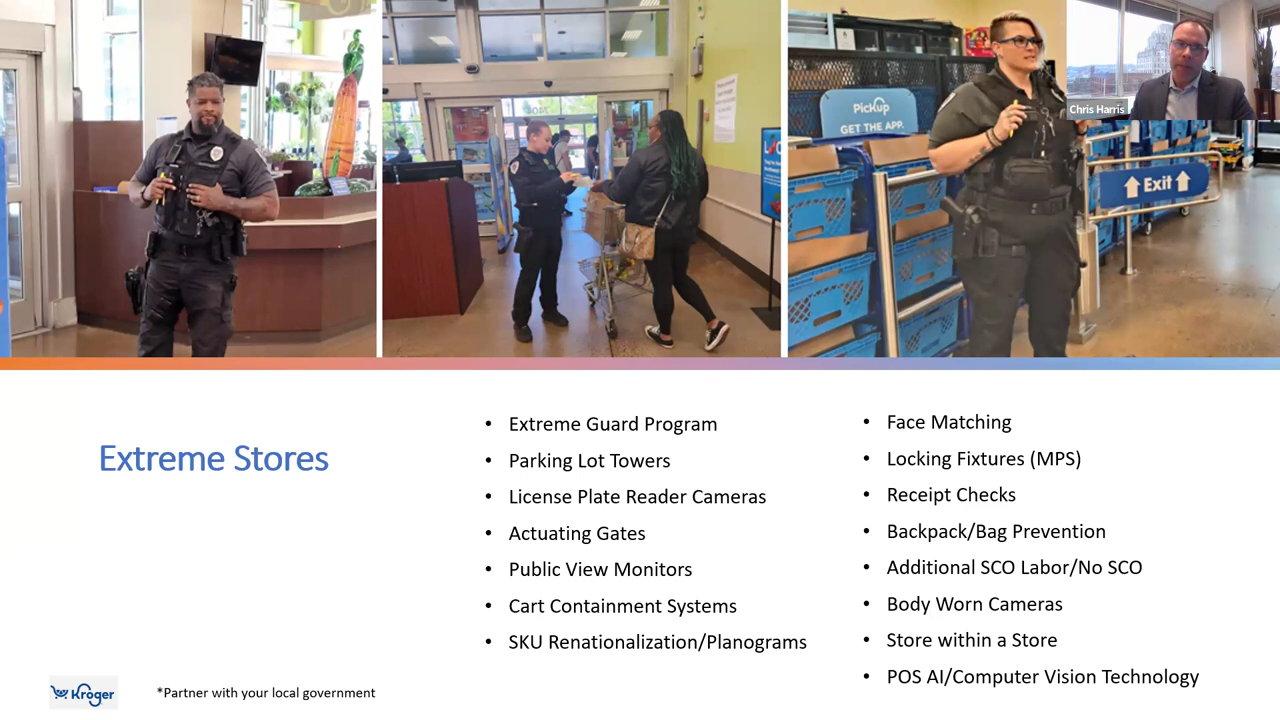 PickUp
GET THE APP.
Exit
Chris Harris
Extreme Stores
• Extreme Guard Program
• Parking Lot Towers
• License Plate Reader Cameras
• Actuating Gates
• Public View Monitors
• Cart Containment Systems
• SKU Renationalization/Planograms
• Face Matching
• Locking Fixtures (MPS)
• Receipt Checks
• Backpack/Bag Prevention
• Additional SCO Labor/No SCO
• Body Worn Cameras
• Store within a Store
• POS AI/Computer Vision Technology
Kroger
*Partner with your local government